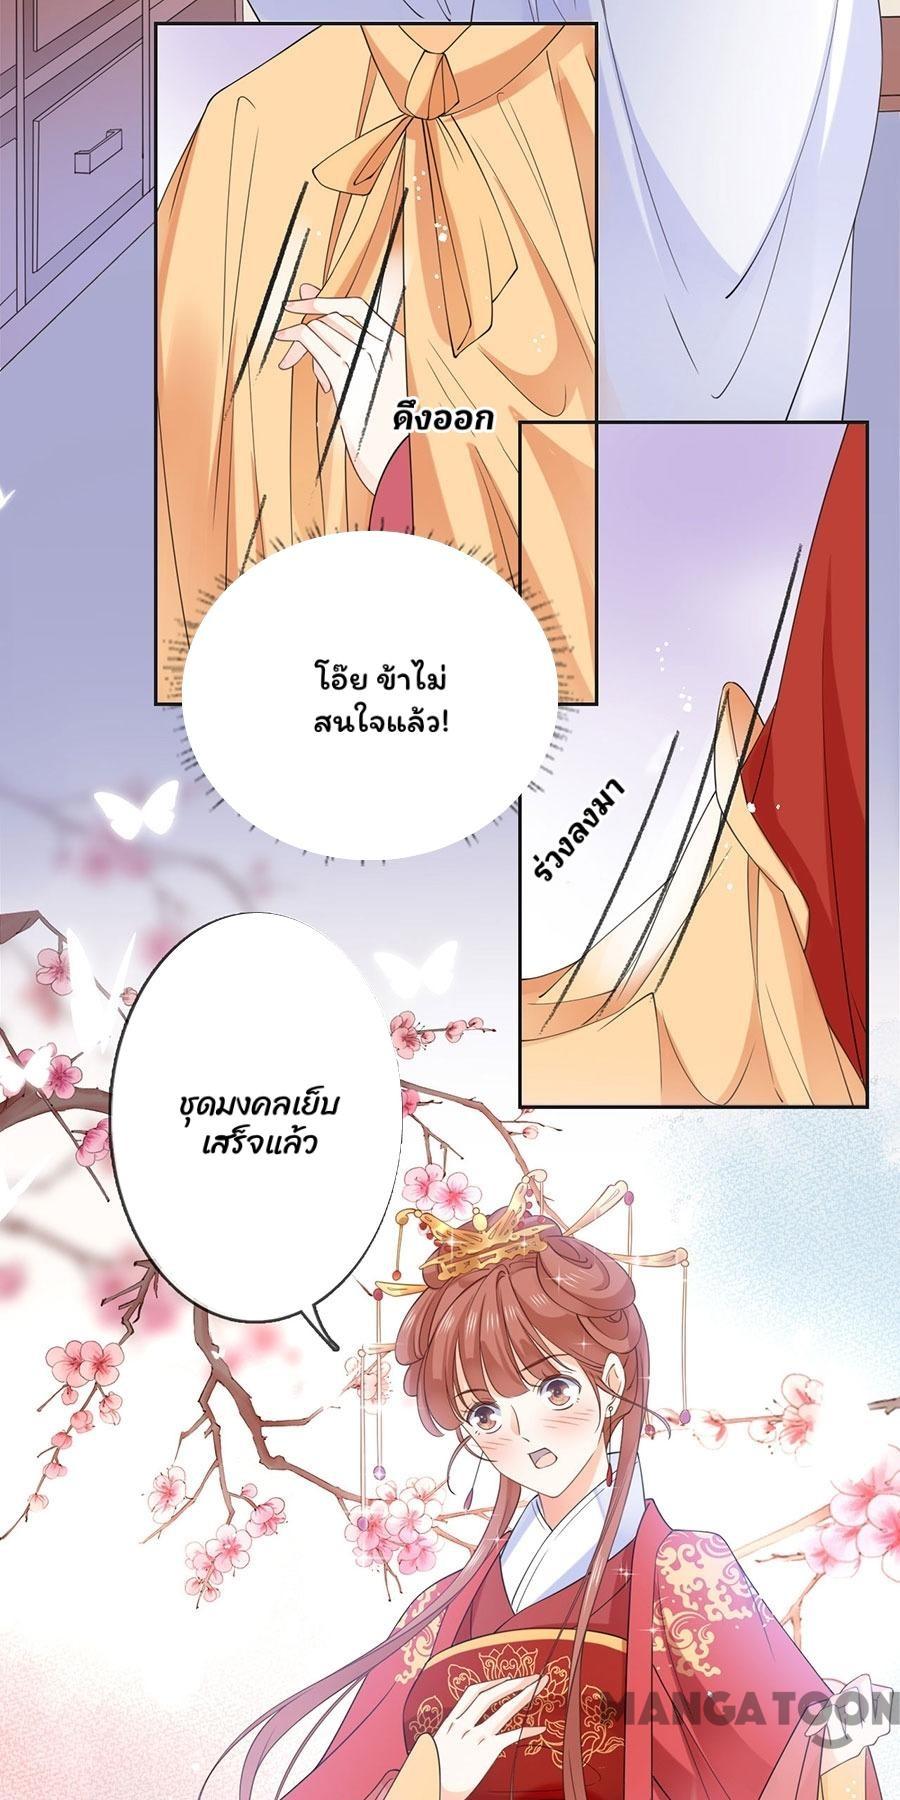 ดึงออก
โอ๊ย ข้าไม่
สนใจแล้ว!
ร่วงลงมา
ชุดมงคลเย็บ
เสร็จแล้ว
MANGATOON